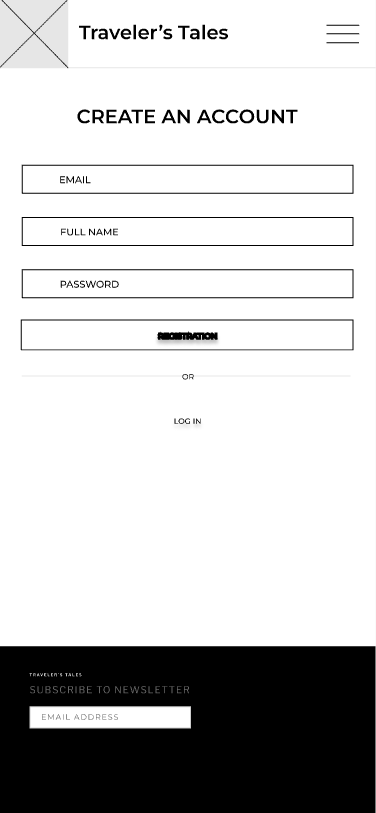 Traveler's Tales
CREATE AN ACCOUNT
EMAIL
FULL NAME
PASSWORD
REGISTRATION
OR
LOG IN
TRAVELER'S TALES
SUBSCRIBE TO NEWSLETTER
EMAIL ADDRESS